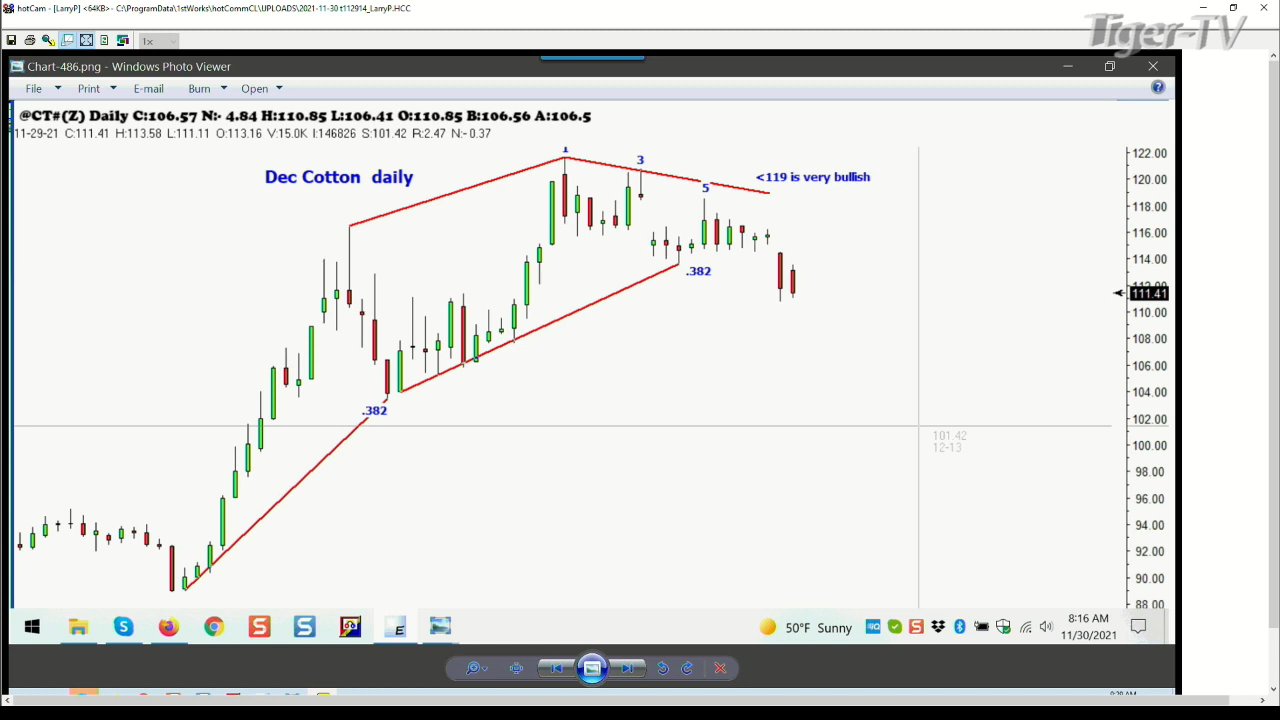 hotCam - [LarryP] <64KB>- C:\ProgramData\1stWorks\hotCommCL\UPLOADS\2021-11-30 t112914_LarryP.HCC
Tiger-TV
1x
Chart-486.png - Windows Photo Viewer
File Print E-mail Burn Open
@CT#(Z) Daily C:106.57 N:- 4.84 H:110.85 L:106.41 O:110.85 B:106.56 A:106.5
11-29-21 C:111.41 H:113.58 L:111.11 O:113.16 V:15.0K I:146826 S:101.42 R:2.47 N:- 0.37
Dec Cotton daily
1
3
5
<119 is very bullish
.382
.382
122.00
120.00
118.00
116.00
114.00
112.00
111.41
110.00
108.00
106.00
104.00
102.00
100.00
98.00
96.00
94.00
92.00
90.00
88.00
101.42
12-13
50°F Sunny
8:16 AM
11/30/2021